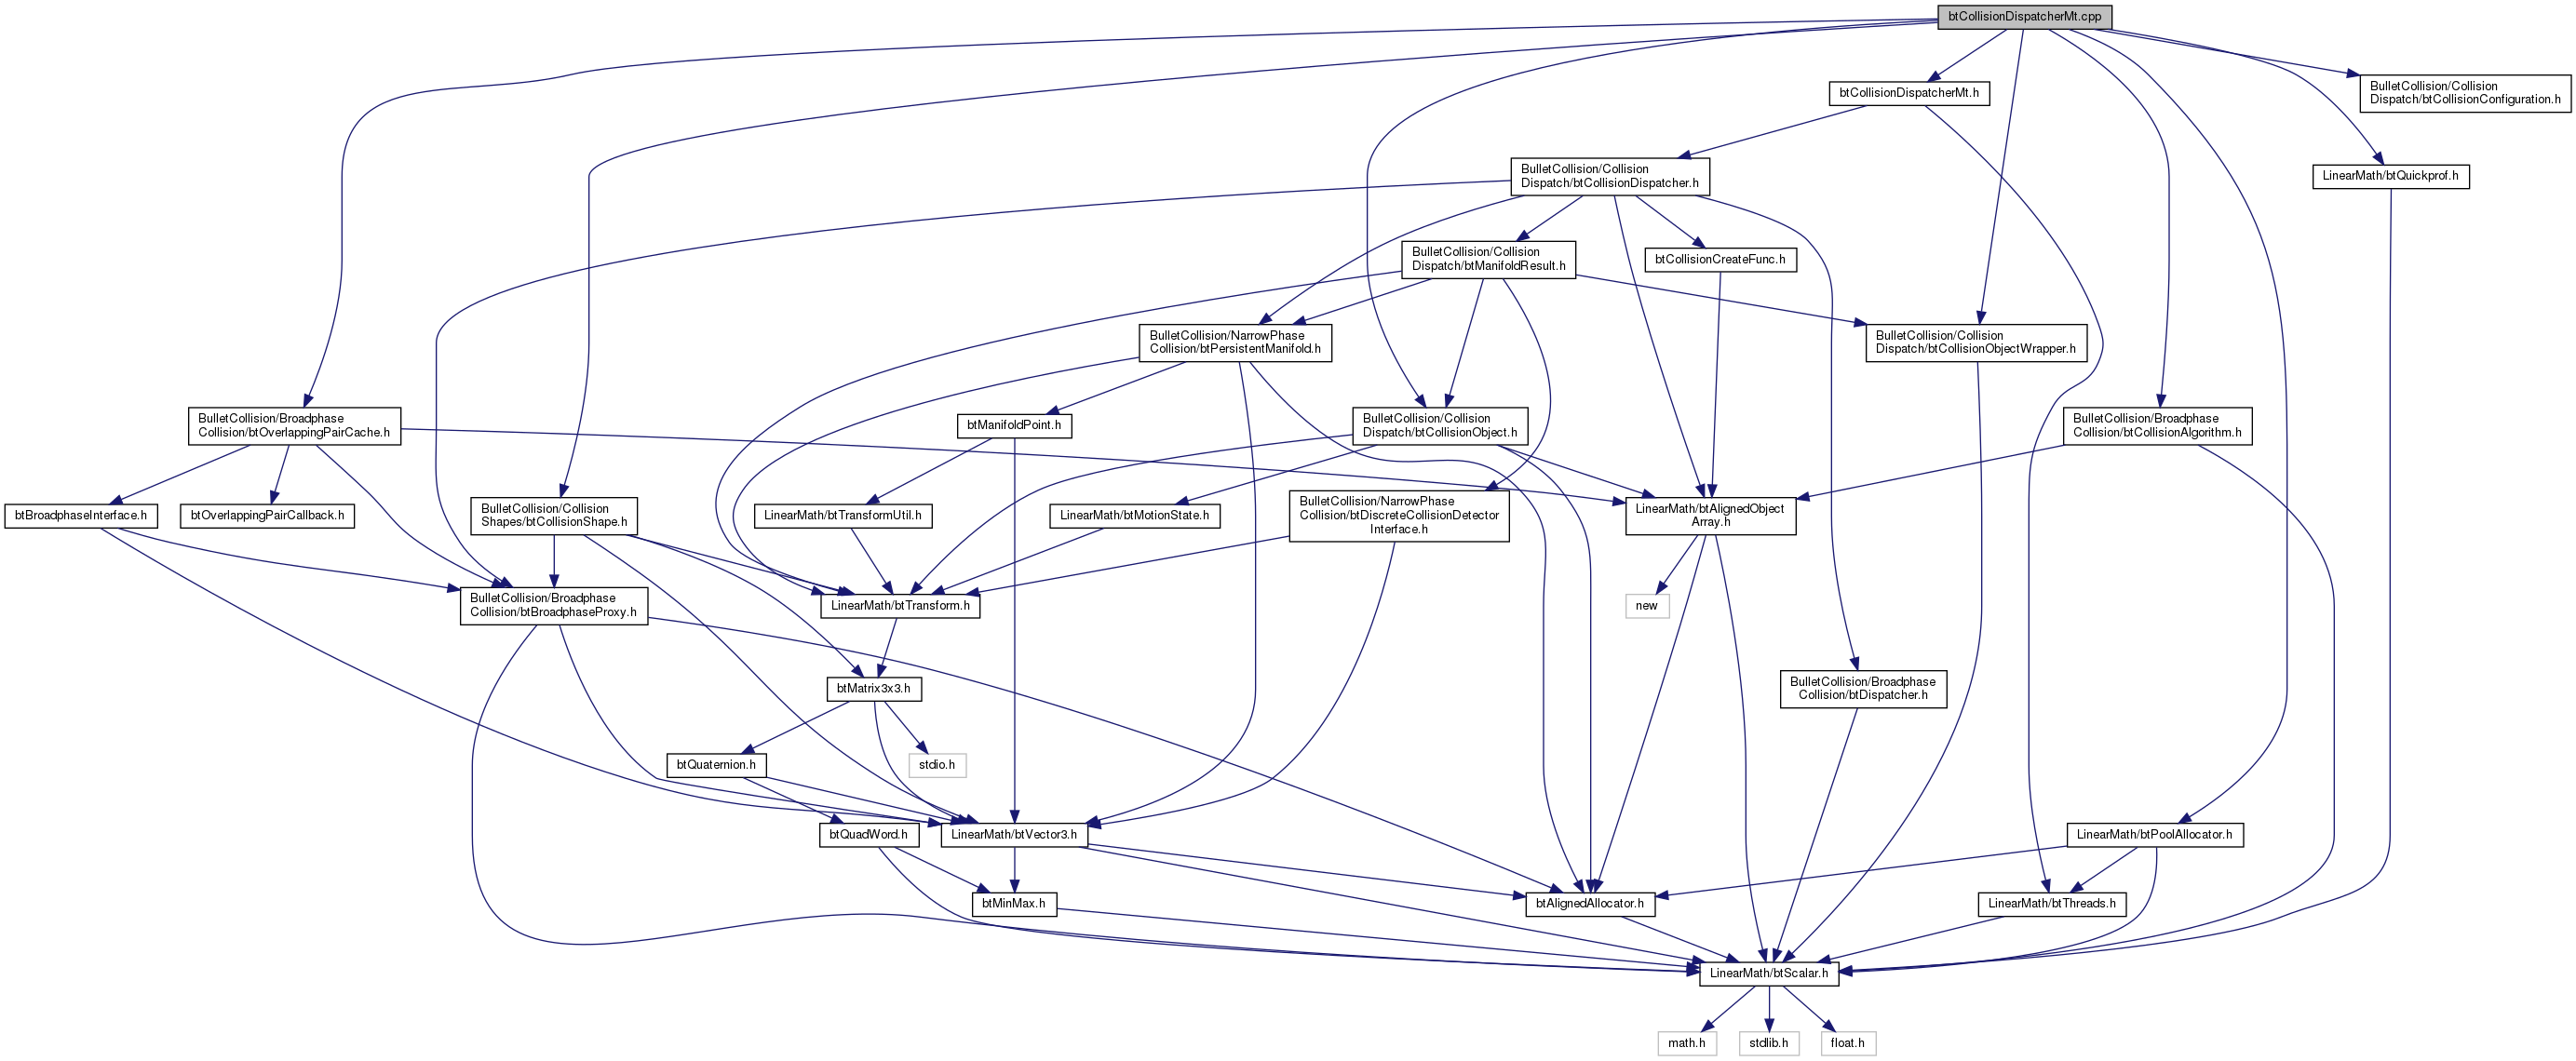 btCollisionDispatcherMt.cpp
btCollisionDispatcherMt.h
BulletCollision/Collision
Dispatch/btCollisionConfiguration.h
BulletCollision/Collision
Dispatch/btCollisionDispatcher.h
LinearMath/btQuickprof.h
BulletCollision/Collision
Dispatch/btManifoldResult.h
btCollisionCreateFunc.h
BulletCollision/NarrowPhase
Collision/btPersistentManifold.h
BulletCollision/Collision
Dispatch/btCollisionObjectWrapper.h
BulletCollision/Broadphase
Collision/btOverlappingPairCache.h
btManifoldPoint.h
BulletCollision/Collision
Dispatch/btCollisionObject.h
BulletCollision/Broadphase
Collision/btCollisionAlgorithm.h
btBroadphaseInterface.h
btOverlappingPairCallback.h
BulletCollision/Collision
Shapes/btCollisionShape.h
LinearMath/btTransformUtil.h
LinearMath/btMotionState.h
BulletCollision/NarrowPhase
Collision/btDiscreteCollisionDetector
Interface.h
LinearMath/btAlignedObject
Array.h
BulletCollision/Broadphase
Collision/btBroadphaseProxy.h
LinearMath/btTransform.h
new
btMatrix3x3.h
BulletCollision/Broadphase
Collision/btDispatcher.h
btQuaternion.h
stdio.h
btQuadWord.h
LinearMath/btVector3.h
LinearMath/btPoolAllocator.h
btMinMax.h
btAlignedAllocator.h
LinearMath/btThreads.h
LinearMath/btScalar.h
math.h
stdlib.h
float.h